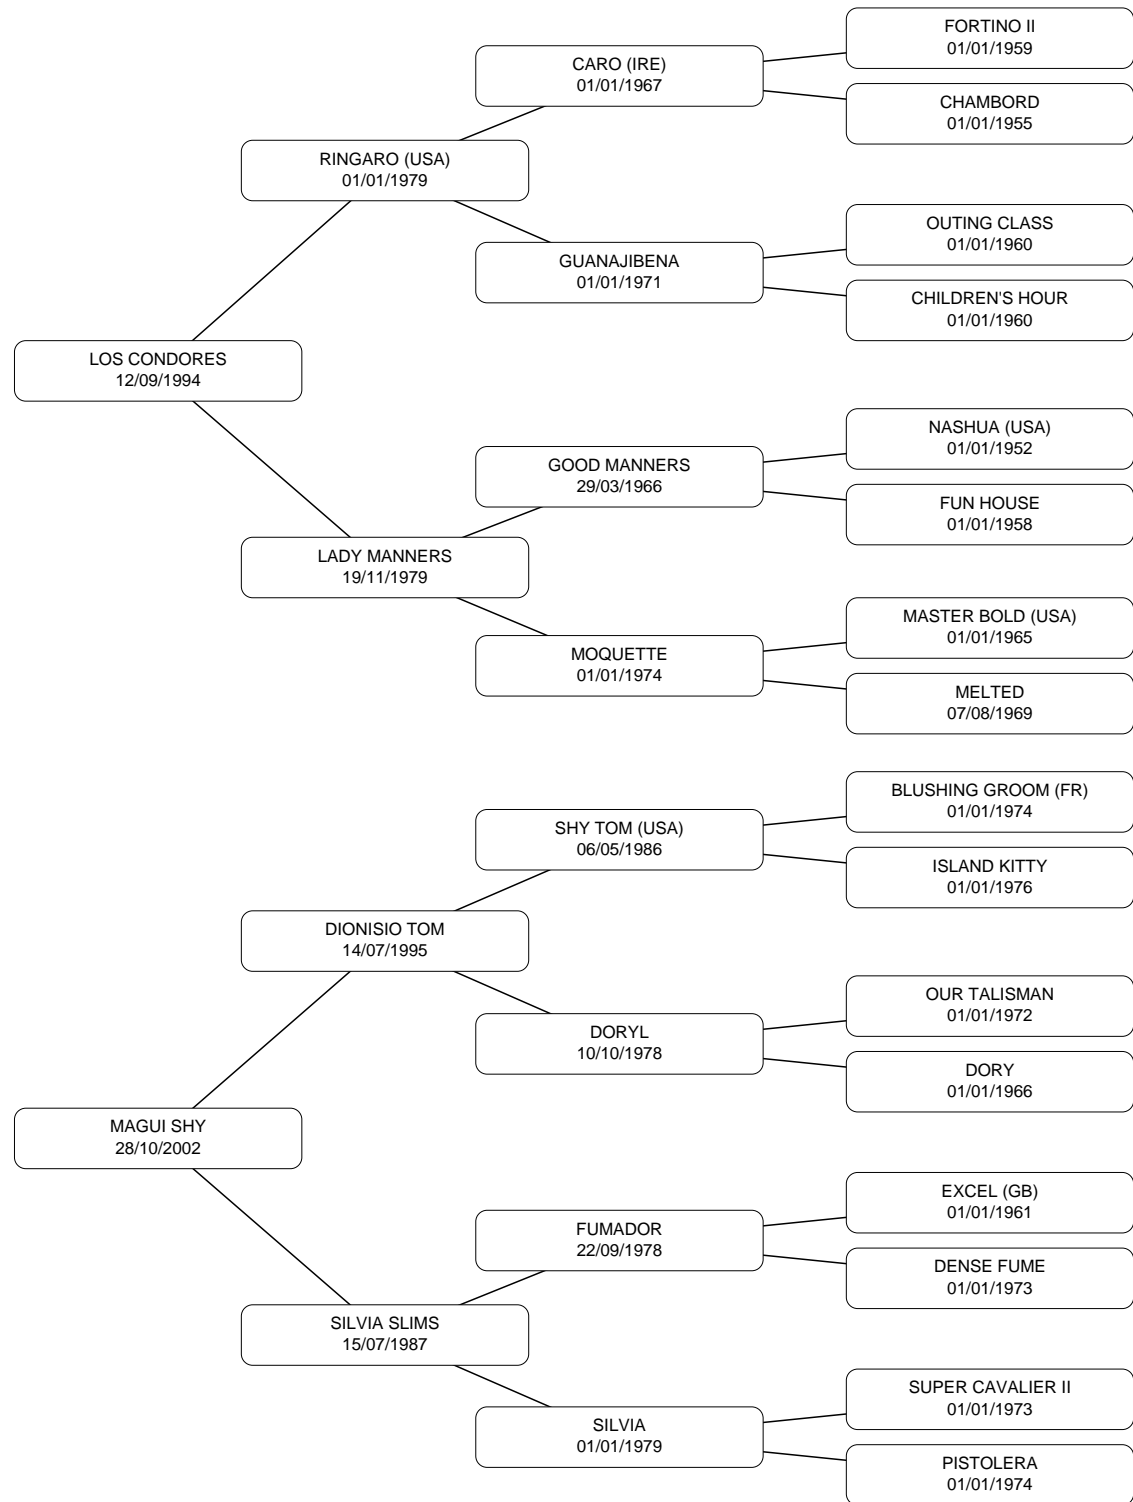 FORTINO II
01/01/1959
CARO (IRE)
01/01/1967
CHAMBORD
01/01/1955
RINGARO (USA)
01/01/1979
OUTING CLASS
01/01/1960
GUANAJIBENA
01/01/1971
CHILDREN'S HOUR
01/01/1960
LOS CONDORES
12/09/1994
NASHUA (USA)
01/01/1952
GOOD MANNERS
29/03/1966
FUN HOUSE
01/01/1958
LADY MANNERS
19/11/1979
MASTER BOLD (USA)
01/01/1965
MOQUETTE
01/01/1974
MELTED
07/08/1969
BLUSHING GROOM (FR)
01/01/1974
SHY TOM (USA)
06/05/1986
ISLAND KITTY
01/01/1976
DIONISIO TOM
14/07/1995
OUR TALISMAN
01/01/1972
DORYL
10/10/1978
DORY
01/01/1966
MAGUI SHY
28/10/2002
EXCEL (GB)
01/01/1961
FUMADOR
22/09/1978
DENSE FUME
01/01/1973
SILVIA SLIMS
15/07/1987
SUPER CAVALIER II
01/01/1973
SILVIA
01/01/1979
PISTOLERA
01/01/1974